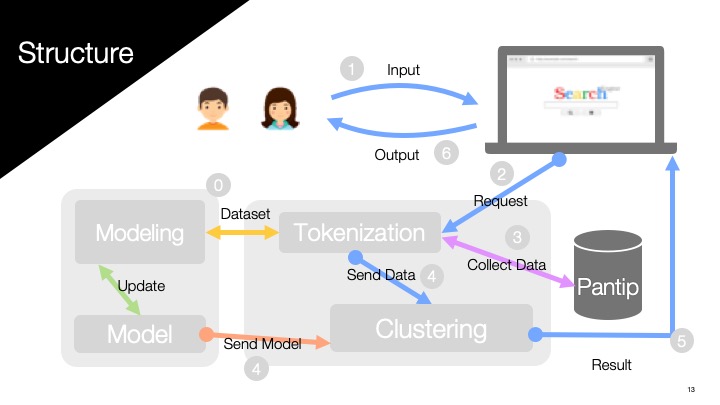 Structure
1
Input
Search
Output
6
2
Request
0
Modeling
Dataset
Tokenization
3
Collect Data
Pantip
Update
Send Data
4
Model
Send Model
4
Clustering
5
Result
13